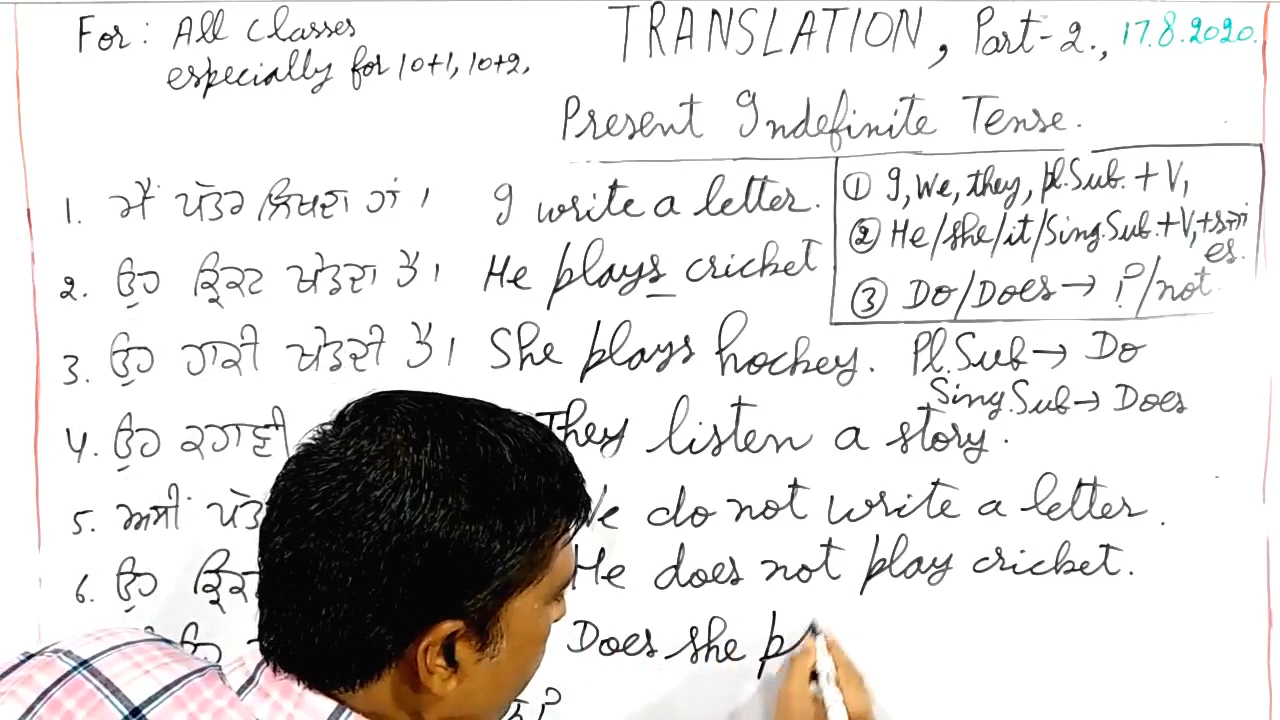 For: All classes
especially for 10+1, 10+2,
TRANSLATION, Part-2., 17.8.2020.
Present Indefinite Tense.
1. ਮੈਂ ਪੱਤਰ ਲਿਖਦਾ ਹਾਂ। I write a letter.
① I, We, they, pl.Sub. + V₁
2. ਉਹ ਕ੍ਰਿਕਟ ਖੇਡਦਾ ਹੈ। He plays cricket
② He/she/it/Sing.Sub.+V₁+s ਜਾਂ
es.
③ Do/Does → ?/not
3. ਉਹ ਹਾਕੀ ਖੇਡਦੀ ਹੈ। She plays hockey.
Pl.Sub → Do
Sing.Sub → Does
4. ਉਹ ਕਹਾਣੀ They listen a story.
5. ਅਸੀਂ We do not write a letter.
6. ਉਹ He does not play cricket.
Does she